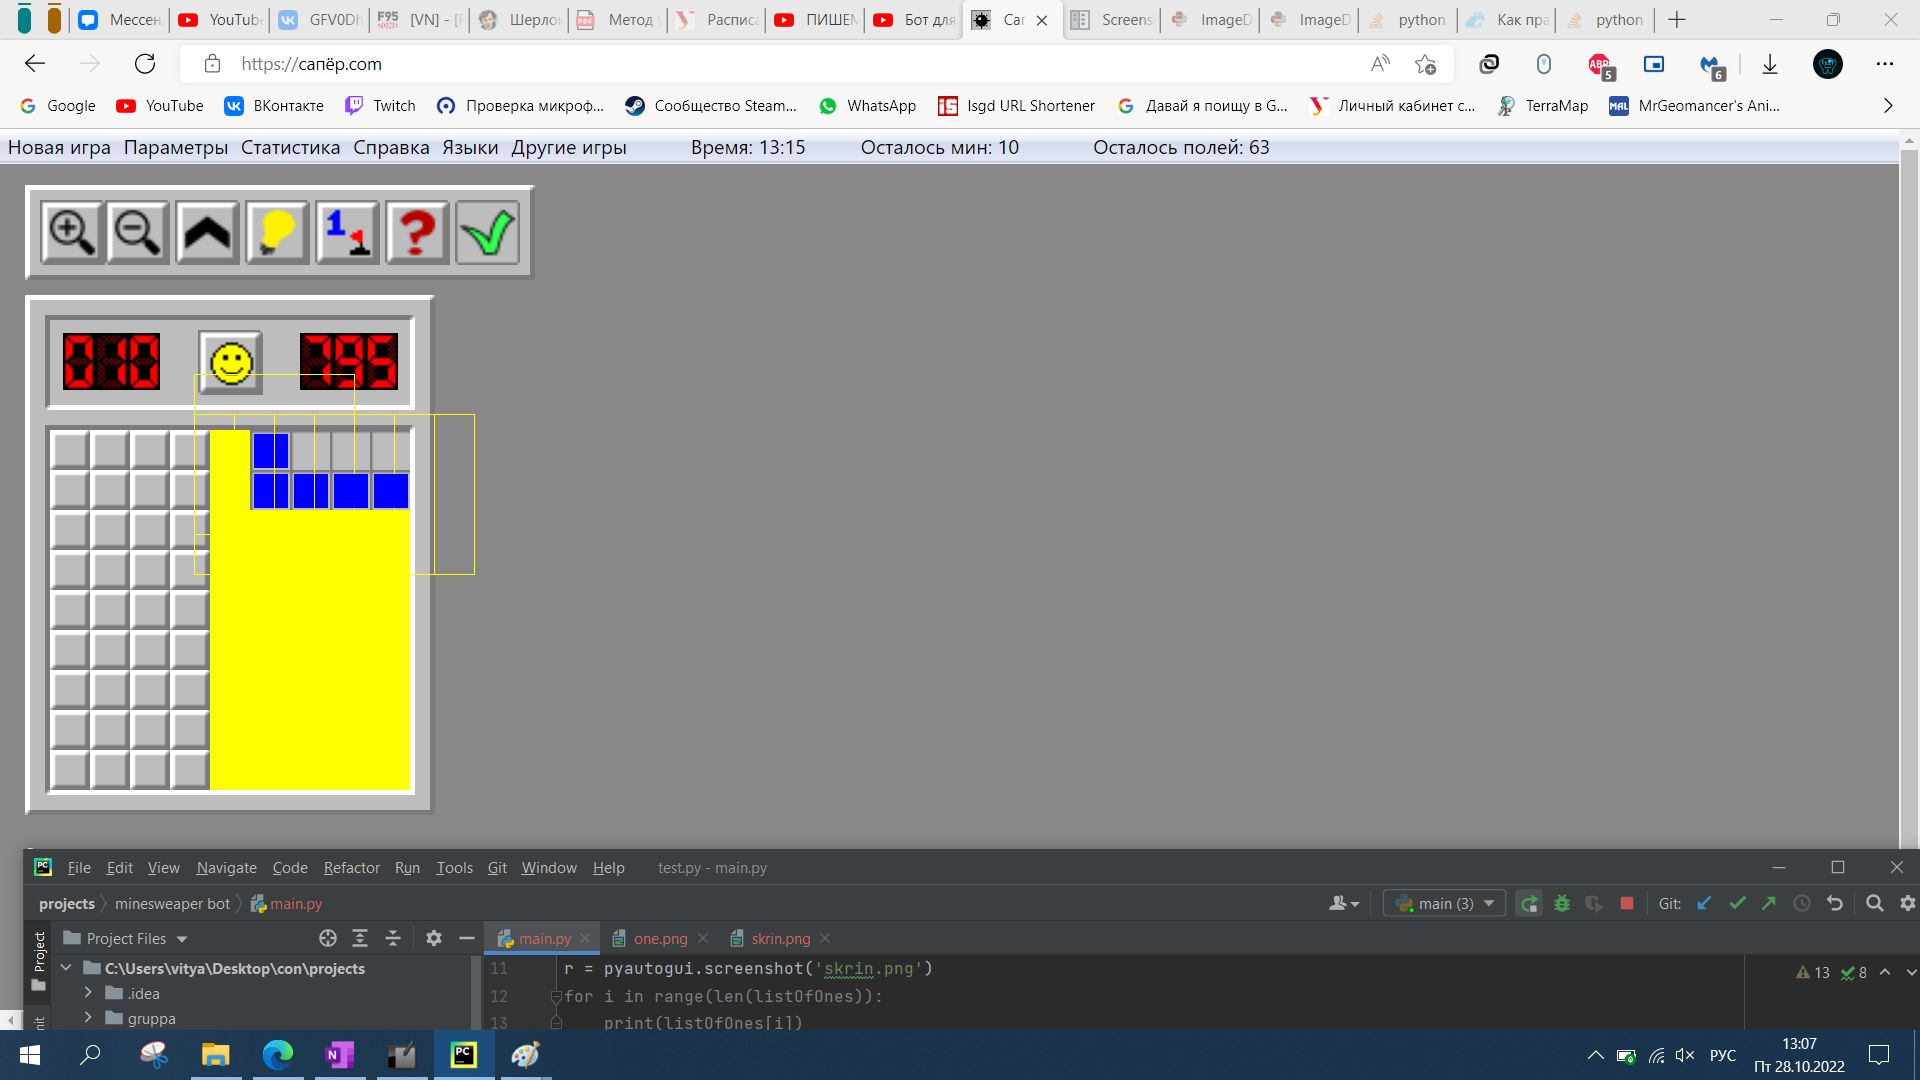 Мессен YouTube GFV0Dh [VN] - [ Шерло Метод Распис ПИШЕМ Бот для Сап Screens ImageD ImageD python Как пра python
https://сапёр.com
5 6
Google YouTube ВКонтакте Twitch Проверка микроф... Сообщество Steam... WhatsApp Isgd URL Shortener Давай я поищу в G... Личный кабинет с... TerraMap MrGeomancer's Ani...
Новая игра Параметры Статистика Справка Языки Другие игры Время: 13:15 Осталось мин: 10 Осталось полей: 63
1 ?
010 795
PC File Edit View Navigate Code Refactor Run Tools Git Window Help test.py - main.py
projects minesweaper bot main.py main (3) Git:
Project Project Files main.py one.png skrin.png
C:\Users\vitya\Desktop\con\projects
.idea
gruppa
11 r = pyautogui.screenshot('skrin.png') 13 8
12 for i in range(len(listOfOnes)):
13 print(listOfOnes[i])
РУС 13:07
Пт 28.10.2022